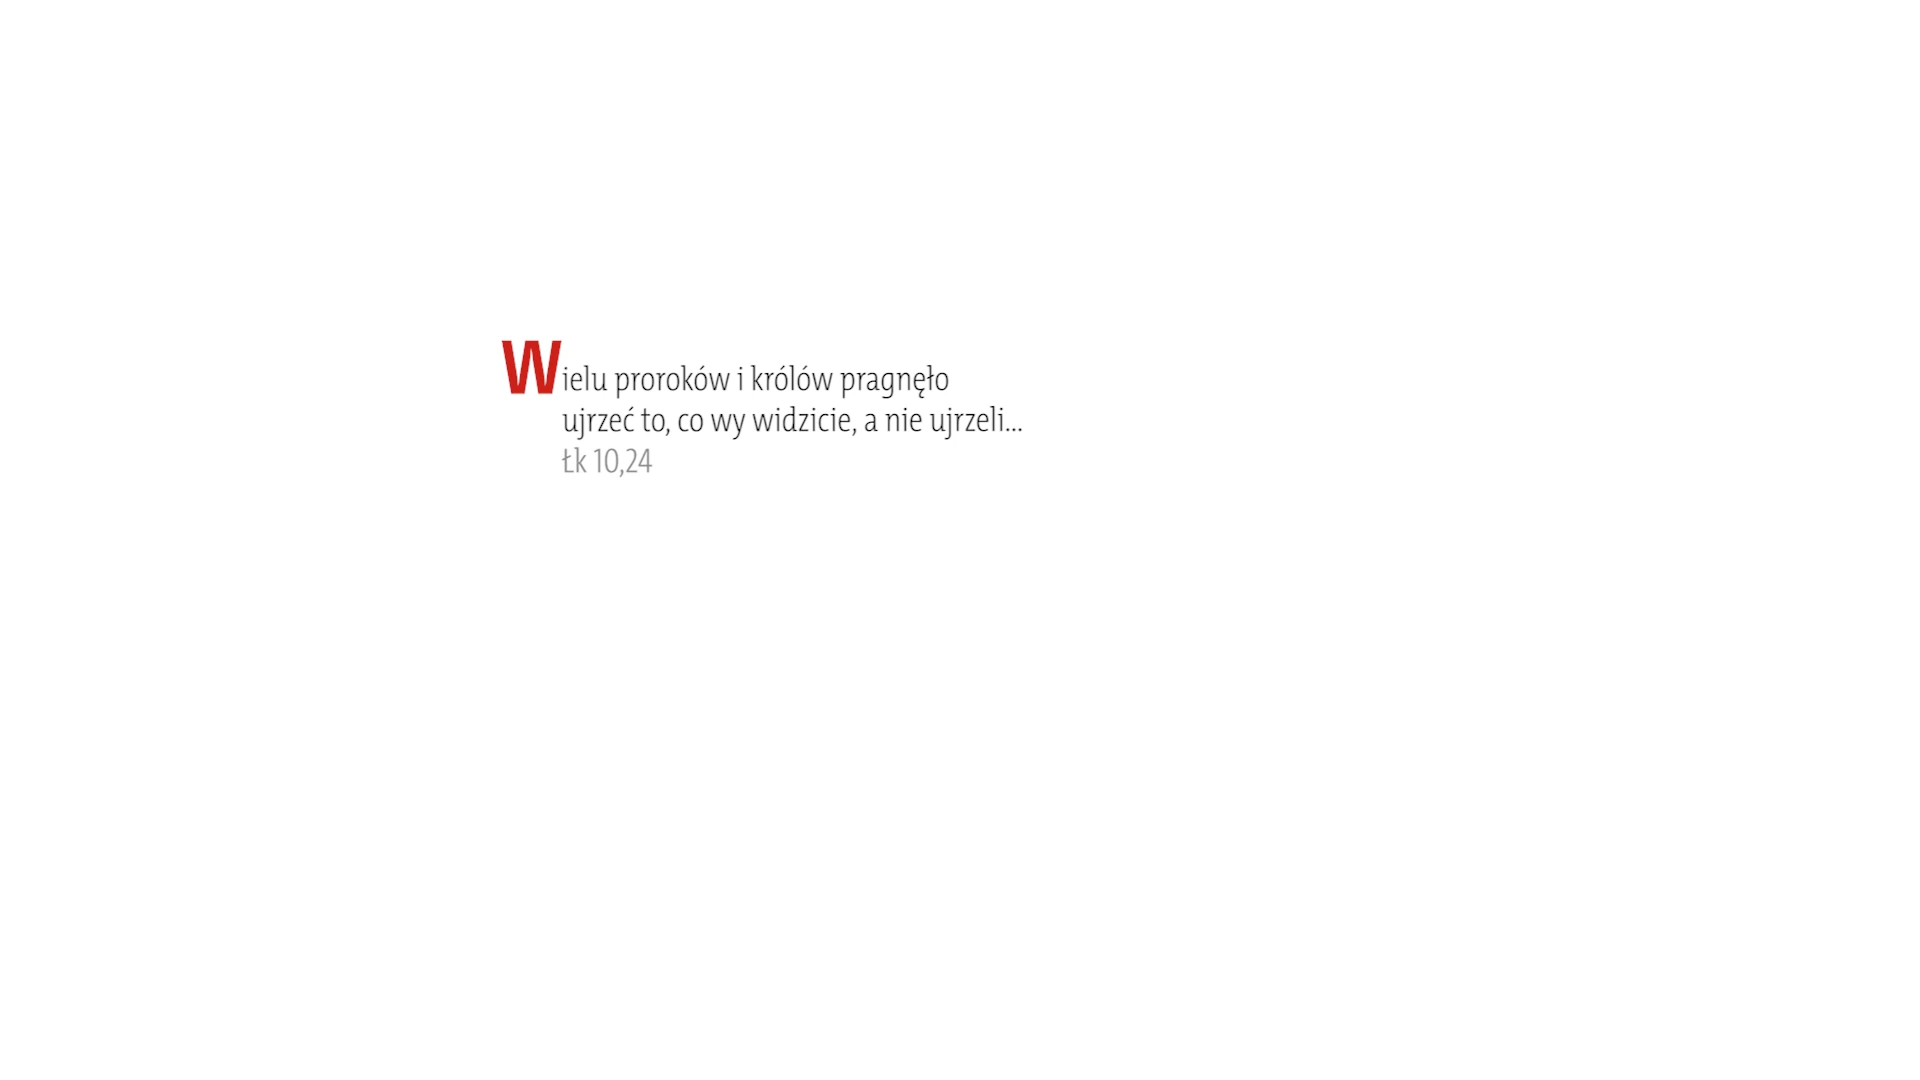 Wielu proroków i królów pragnęło
ujrzeć to, co wy widzicie, a nie ujrzeli...
Łk 10,24